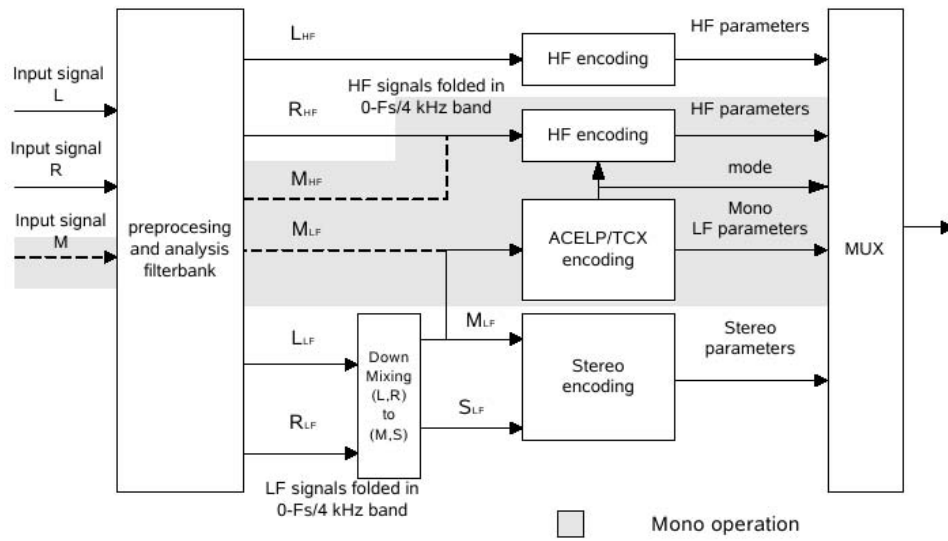 Input signal
L
Input signal
R
Input signal
M
preprocesing
and analysis
filterbank
LHF
HF signals folded in
0-Fs/4 kHz band
RHF
MHF
MLF
LLF
RLF
LF signals folded in
0-Fs/4 kHz band
Down
Mixing
(L,R)
to
(M,S)
MLF
SLF
HF encoding
HF encoding
ACELP/TCX
encoding
Stereo
encoding
HF parameters
HF parameters
mode
Mono
LF parameters
Stereo
parameters
MUX
Mono operation